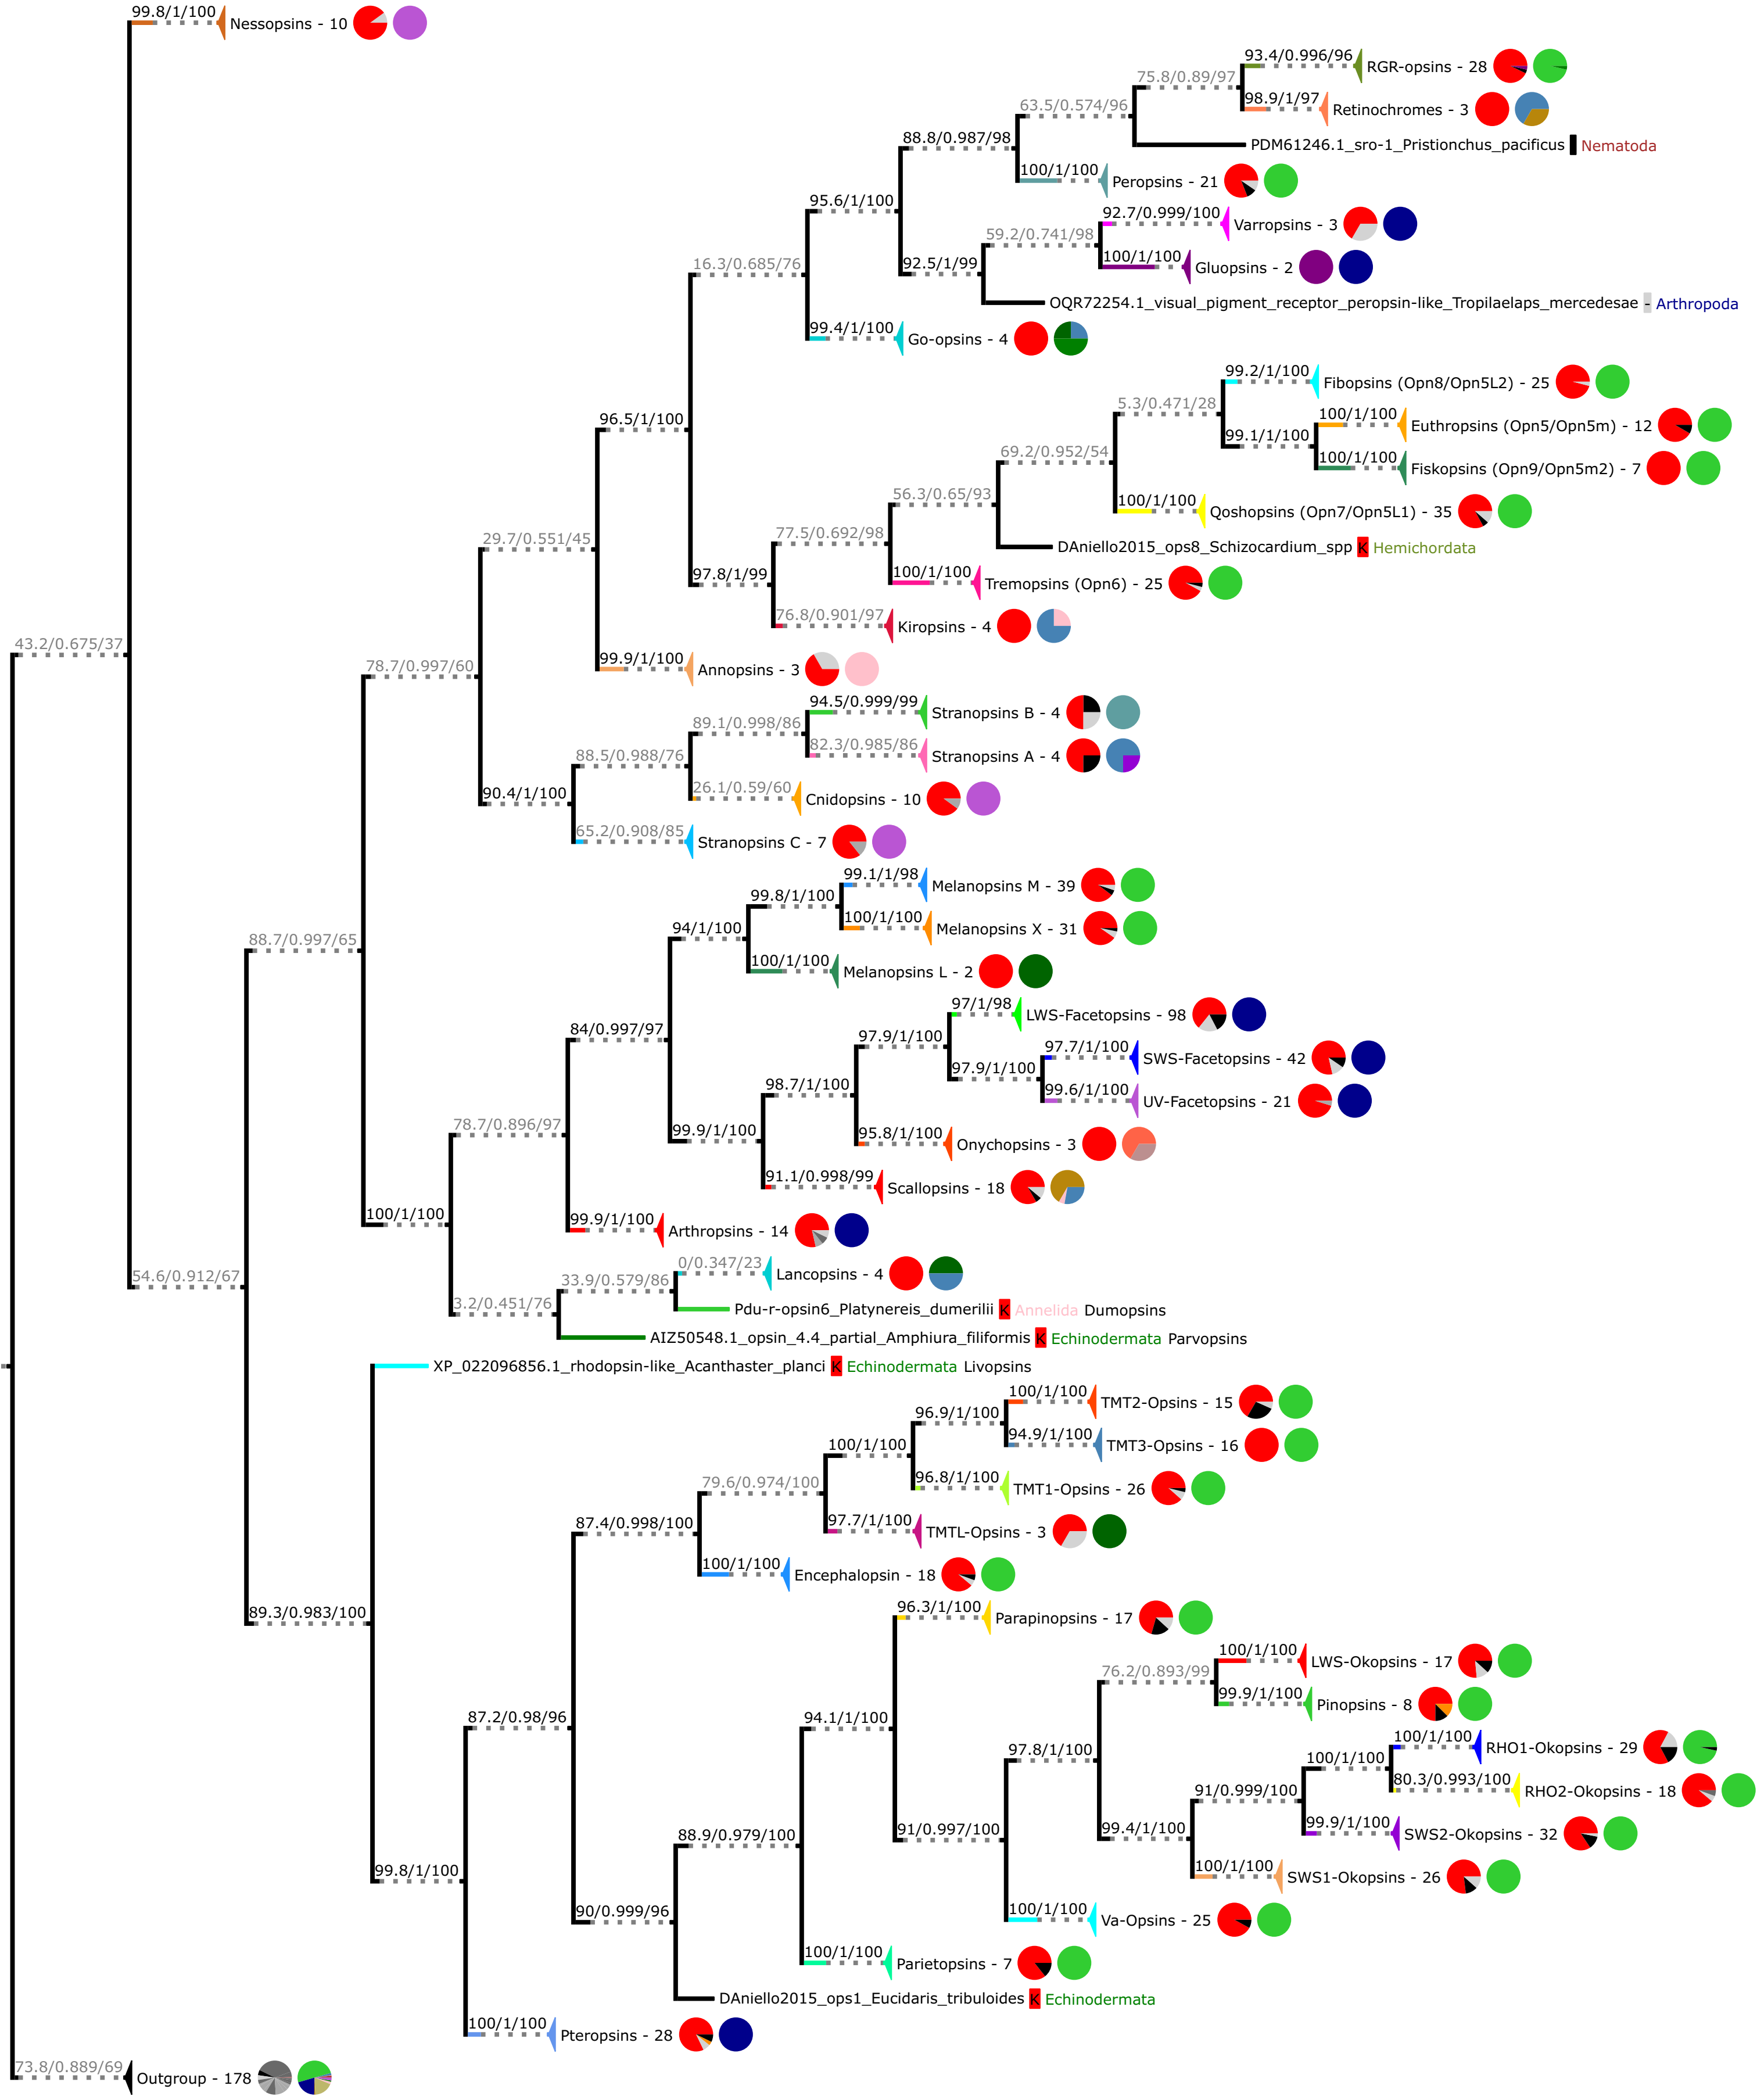 99.8/1/100 Nessopsins - 10
93.4/0.996/96 RGR-opsins - 28
75.8/0.89/97
98.9/1/97 Retinochromes - 3
63.5/0.574/96
PDM61246.1_sro-1_Pristionchus_pacificus Nematoda
88.8/0.987/98
100/1/100 Peropsins - 21
95.6/1/100
92.7/0.999/100 Varropsins - 3
59.2/0.741/98
100/1/100 Gluopsins - 2
92.5/1/99
16.3/0.685/76
OQR72254.1_visual_pigment_receptor_peropsin-like_Tropilaelaps_mercedesae - Arthropoda
99.4/1/100 Go-opsins - 4
99.2/1/100 Fibopsins (Opn8/Opn5L2) - 25
5.3/0.471/28
100/1/100 Euthropsins (Opn5/Opn5m) - 12
96.5/1/100
99.1/1/100
69.2/0.952/54
100/1/100 Fiskopsins (Opn9/Opn5m2) - 7
56.3/0.65/93
100/1/100 Qoshopsins (Opn7/Opn5L1) - 35
77.5/0.692/98
29.7/0.551/45
DAniello2015_ops8_Schizocardium_spp K Hemichordata
97.8/1/99
100/1/100 Tremopsins (Opn6) - 25
76.8/0.901/97 Kiropsins - 4
43.2/0.675/37
99.9/1/100 Annopsins - 3
78.7/0.997/60
94.5/0.999/99 Stranopsins B - 4
89.1/0.998/86
88.5/0.988/76
82.3/0.985/86 Stranopsins A - 4
90.4/1/100
26.1/0.59/60 Cnidopsins - 10
65.2/0.908/85 Stranopsins C - 7
99.1/1/98 Melanopsins M - 39
99.8/1/100
100/1/100 Melanopsins X - 31
94/1/100
88.7/0.997/65
100/1/100 Melanopsins L - 2
97/1/98 LWS-Facetopsins - 98
84/0.997/97
97.9/1/100
97.7/1/100 SWS-Facetopsins - 42
97.9/1/100
98.7/1/100
99.6/1/100 UV-Facetopsins - 21
78.7/0.896/97
99.9/1/100
95.8/1/100 Onychopsins - 3
91.1/0.998/99 Scallopsins - 18
100/1/100
99.9/1/100 Arthropsins - 14
54.6/0.912/67
0/0.347/23 Lancopsins - 4
33.9/0.579/86
3.2/0.451/76
Pdu-r-opsin6_Platynereis_dumerilii K Annelida Dumopsins
AIZ50548.1_opsin_4.4_partial_Amphiura_filiformis K Echinodermata Parvopsins
XP_022096856.1_rhodopsin-like_Acanthaster_planci K Echinodermata Livopsins
100/1/100 TMT2-Opsins - 15
96.9/1/100
94.9/1/100 TMT3-Opsins - 16
100/1/100
96.8/1/100 TMT1-Opsins - 26
79.6/0.974/100
87.4/0.998/100
97.7/1/100 TMTL-Opsins - 3
100/1/100 Encephalopsin - 18
89.3/0.983/100
96.3/1/100 Parapinopsins - 17
100/1/100 LWS-Okopsins - 17
76.2/0.893/99
99.9/1/100 Pinopsins - 8
87.2/0.98/96
94.1/1/100
100/1/100 RHO1-Okopsins - 29
97.8/1/100
100/1/100
80.3/0.993/100 RHO2-Okopsins - 18
91/0.999/100
99.9/1/100 SWS2-Okopsins - 32
91/0.997/100
99.4/1/100
88.9/0.979/100
99.8/1/100
100/1/100 SWS1-Okopsins - 26
90/0.999/96
100/1/100 Va-Opsins - 25
100/1/100 Parietopsins - 7
DAniello2015_ops1_Eucidaris_tribuloides K Echinodermata
100/1/100 Pteropsins - 28
73.8/0.889/69 Outgroup - 178